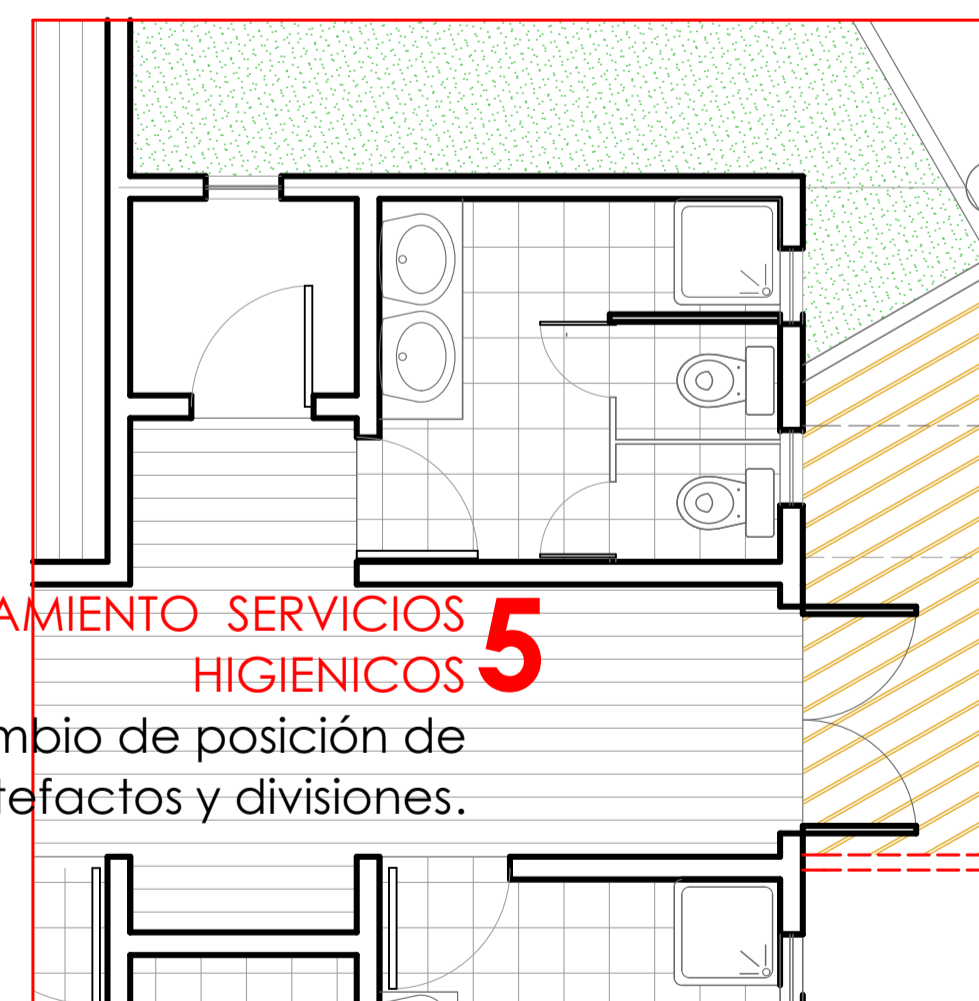 AMIENTO SERVICIOS
HIGIENICOS
5
mbio de posición de
tefactos y divisiones.